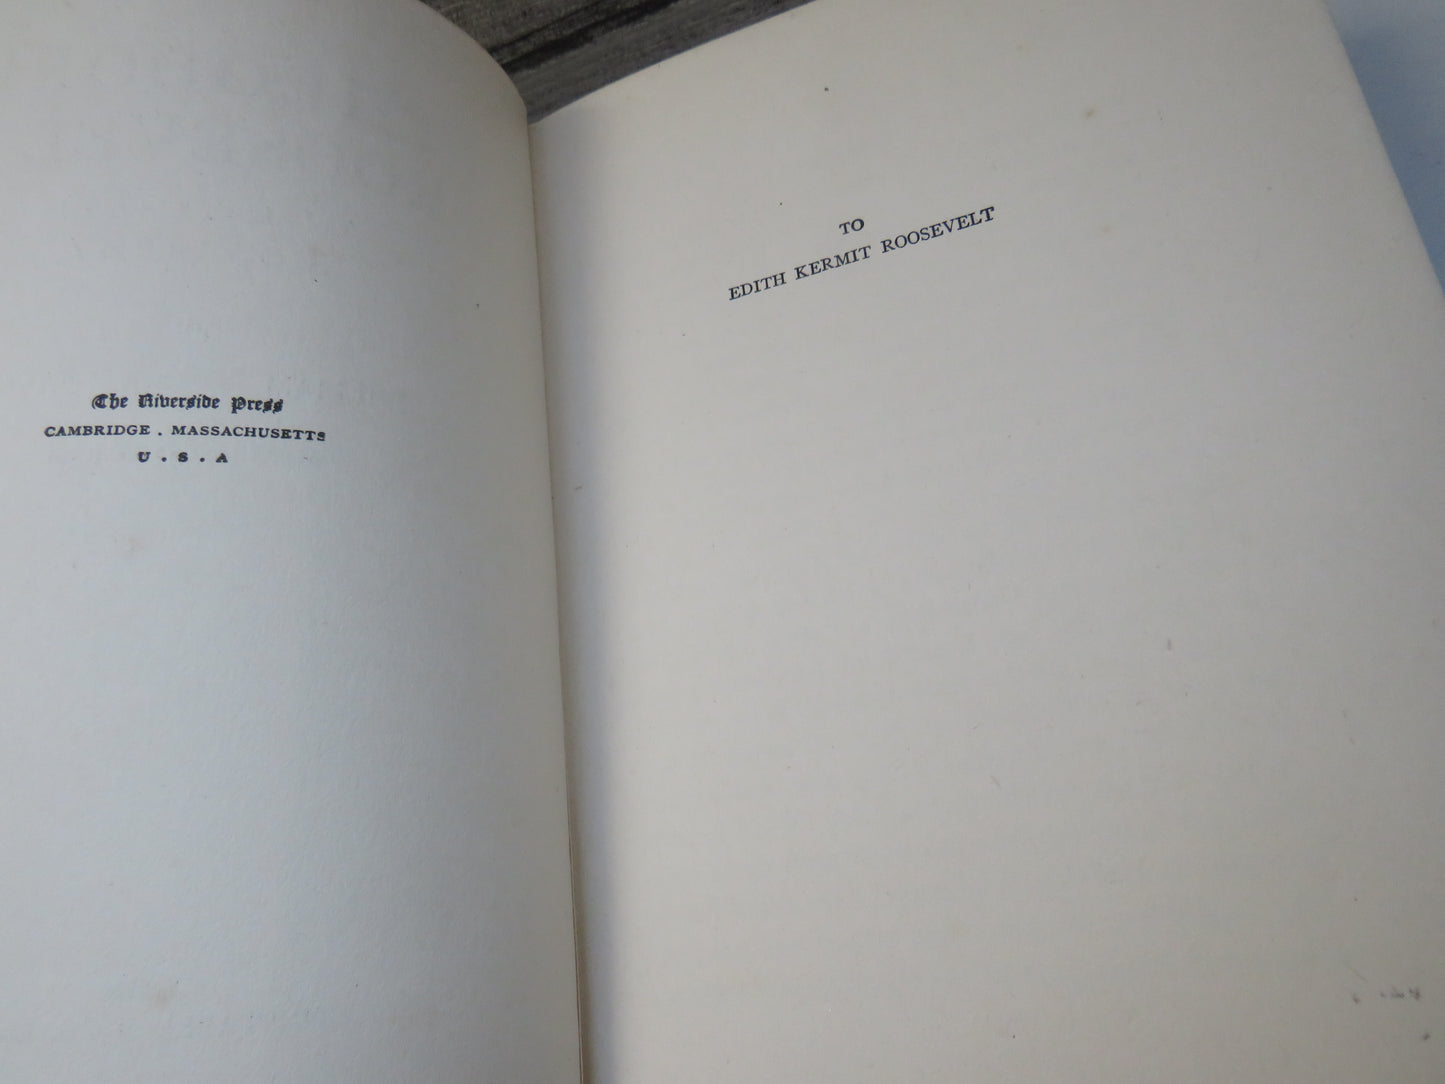 The Riverside Press
CAMBRIDGE . MASSACHUSETTS
U . S . A
TO
EDITH KERMIT ROOSEVELT